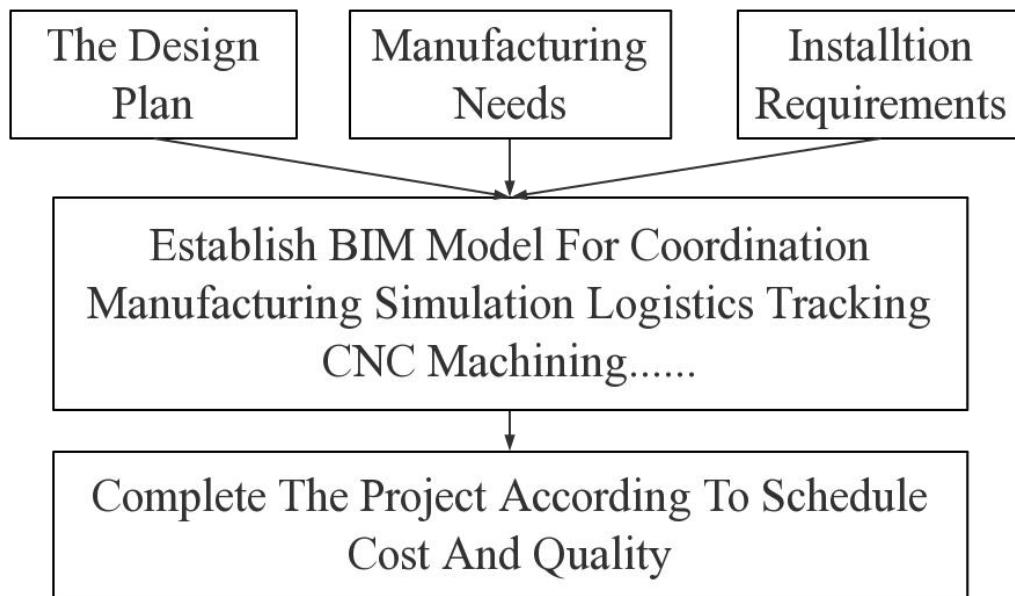 The Design
Plan
Manufacturing
Needs
Installtion
Requirements
Establish BIM Model For Coordination
Manufacturing Simulation Logistics Tracking
CNC Machining......
Complete The Project According To Schedule
Cost And Quality